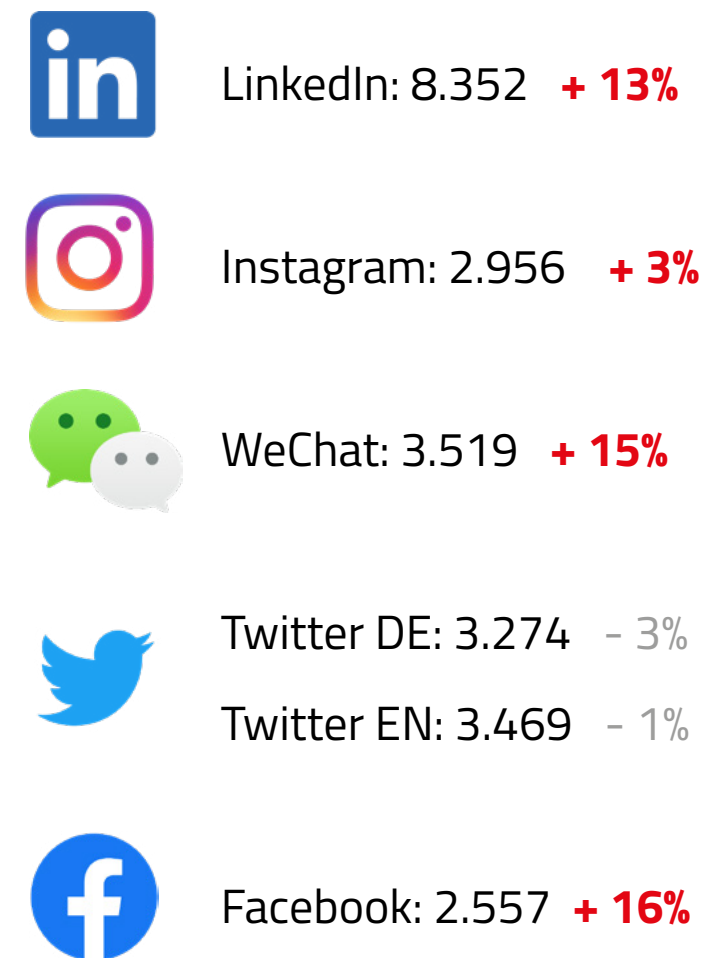 in
LinkedIn: 8.352 + 13%
Instagram: 2.956 + 3%
WeChat: 3.519 + 15%
Twitter DE: 3.274 - 3%
Twitter EN: 3.469 - 1%
f
Facebook: 2.557 + 16%